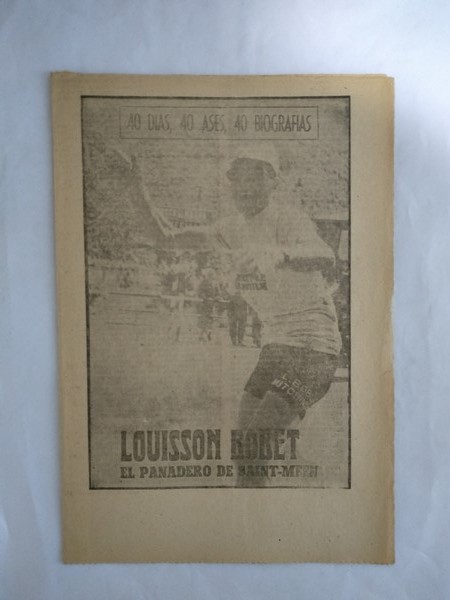 40 DIAS, 40 ASES, 40 BIOGRAFIAS
LOUISSON BOBET
EL PANADERO DE SAINT-MEEN